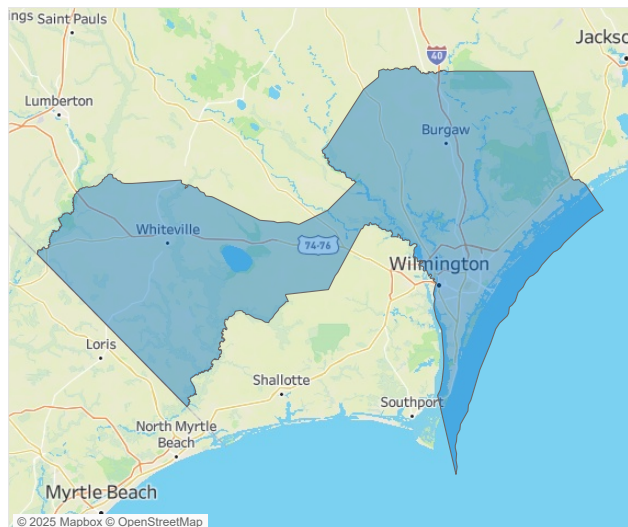 ngs
Saint Pauls
Jackso
40
Lumberton
Burgaw
Whiteville
74-76
Wilmington
Loris
Shallotte
Southport
North Myrtle
Beach
Myrtle Beach
© 2025 Mapbox © OpenStreetMap